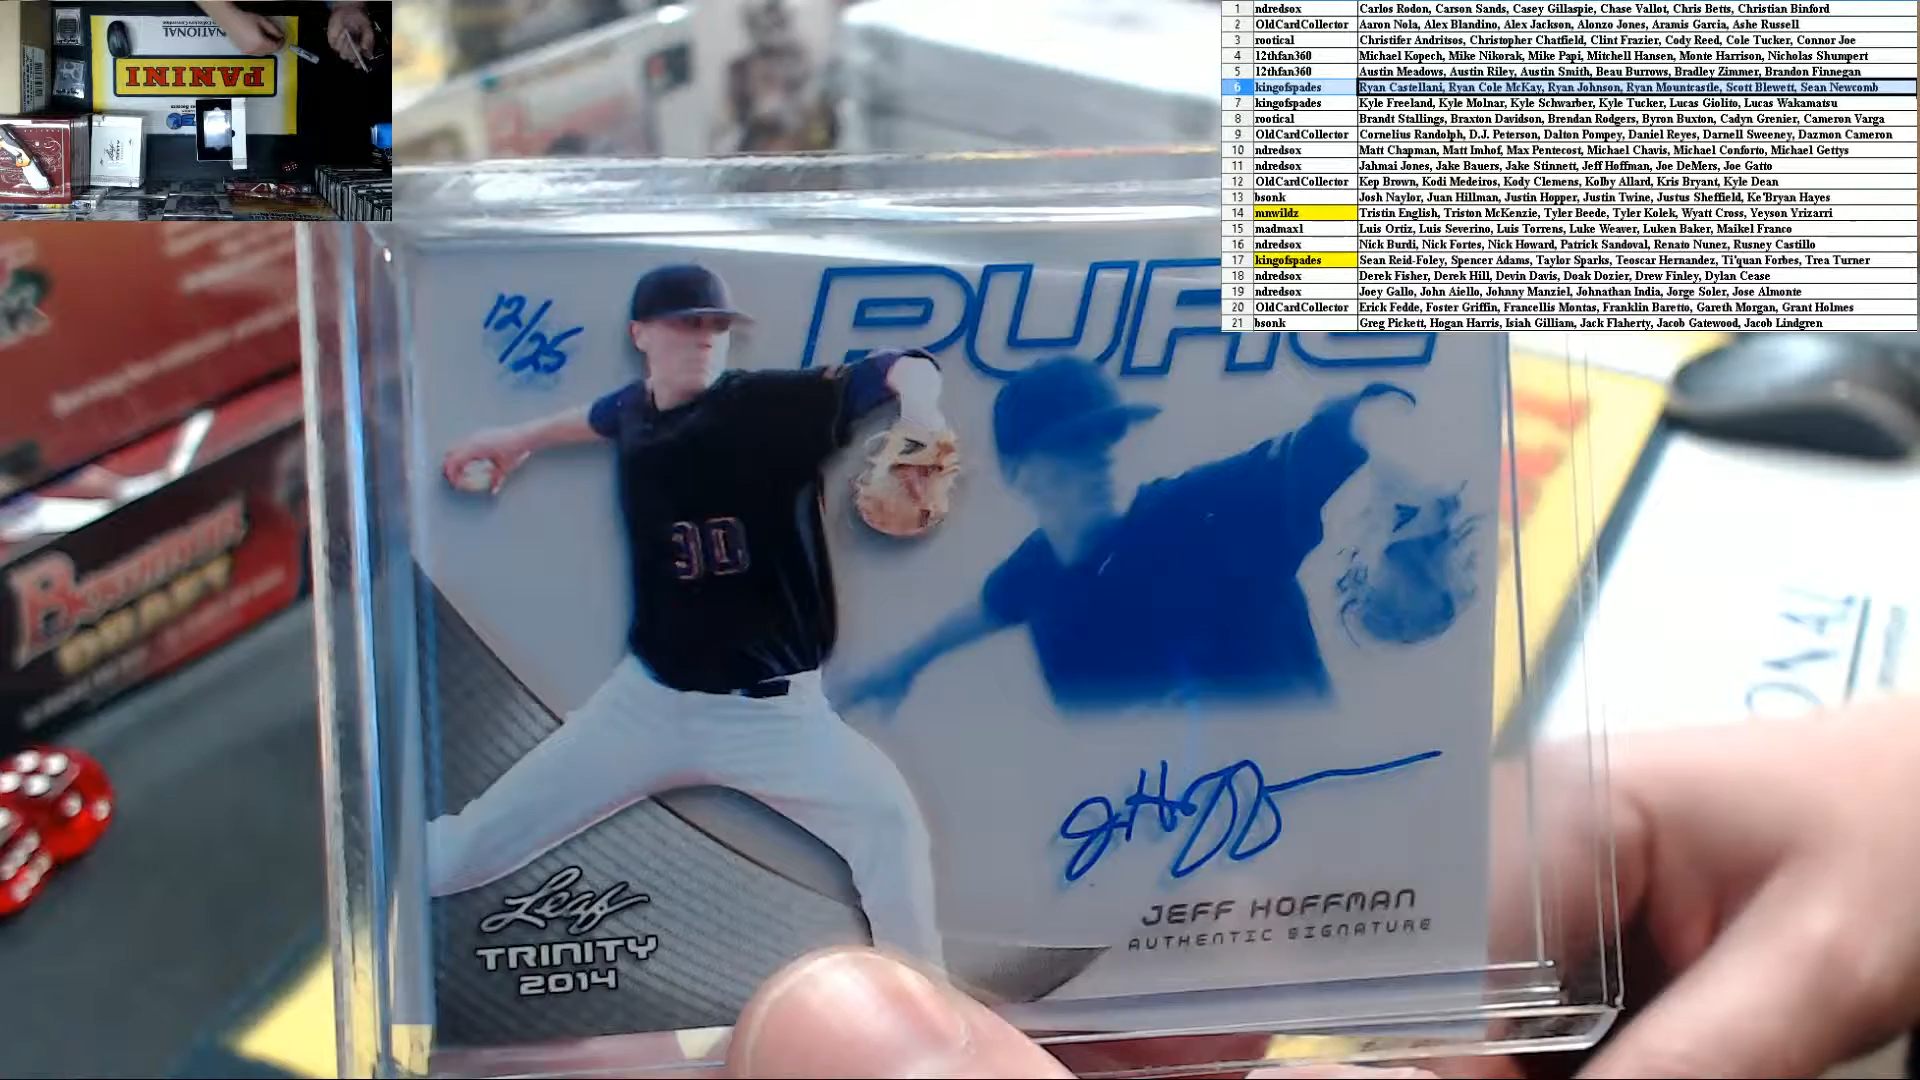 NATIONAL
PANINI
1 ndredsox Carlos Rodon, Carson Sands, Casey Gillaspie, Chase Vallot, Chris Betts, Christian Binford
2 OldCardCollector Aaron Nola, Alex Blandino, Alex Jackson, Alonzo Jones, Aramis Garcia, Ashe Russell
3 rootical Christifer Andritsos, Christopher Chatfield, Clint Frazier, Cody Reed, Cole Tucker, Connor Joe
4 12thfan360 Michael Kopech, Mike Nikorak, Mike Papi, Mitchell Hansen, Monte Harrison, Nicholas Shumpert
5 12thfan360 Austin Meadows, Austin Riley, Austin Smith, Beau Burrows, Bradley Zimmer, Brandon Finnegan
6 kingofspades Ryan Castellani, Ryan Cole McKay, Ryan Johnson, Ryan Mountcastle, Scott Blewett, Sean Newcomb
7 kingofspades Kyle Freeland, Kyle Molnar, Kyle Schwarber, Kyle Tucker, Lucas Giolito, Lucas Wakamatsu
8 rootical Brandt Stallings, Braxton Davidson, Brendan Rodgers, Byron Buxton, Cadyn Grenier, Cameron Varga
9 OldCardCollector Cornelius Randolph, D.J. Peterson, Dalton Pompey, Daniel Reyes, Darnell Sweeney, Dazmon Cameron
10 ndredsox Matt Chapman, Matt Imhof, Max Pentecost, Michael Chavis, Michael Conforto, Michael Gettys
11 ndredsox Jahmai Jones, Jake Bauers, Jake Stinnett, Jeff Hoffman, Joe DeMers, Joe Gatto
12 OldCardCollector Kep Brown, Kodi Medeiros, Kody Clemens, Kolby Allard, Kris Bryant, Kyle Dean
13 bsonk Josh Naylor, Juan Hillman, Justin Hopper, Justin Twine, Justus Sheffield, Ke'Bryan Hayes
14 mnwildz Tristin English, Triston McKenzie, Tyler Beede, Tyler Kolek, Wyatt Cross, Yeyson Yrizarri
15 madmax1 Luis Ortiz, Luis Severino, Luis Torrens, Luke Weaver, Luken Baker, Maikel Franco
16 ndredsox Nick Burdi, Nick Fortes, Nick Howard, Patrick Sandoval, Renato Nunez, Rusney Castillo
17 kingofspades Sean Reid-Foley, Spencer Adams, Taylor Sparks, Teoscar Hernandez, Ti'quan Forbes, Trea Turner
18 ndredsox Derek Fisher, Derek Hill, Devin Davis, Doak Dozier, Drew Finley, Dylan Cease
19 ndredsox Joey Gallo, John Aiello, Johnny Manziel, Johnathan India, Jorge Soler, Jose Almonte
20 OldCardCollector Erick Fedde, Foster Griffin, Francellis Montas, Franklin Baretto, Gareth Morgan, Grant Holmes
21 bsonk Greg Pickett, Hogan Harris, Isiah Gilliam, Jack Flaherty, Jacob Gatewood, Jacob Lindgren
12/25
PURE
30
Bowman
DRAFT
J Hoff
JEFF HOFFMAN
AUTHENTIC SIGNATURE
Leaf
TRINITY
2014